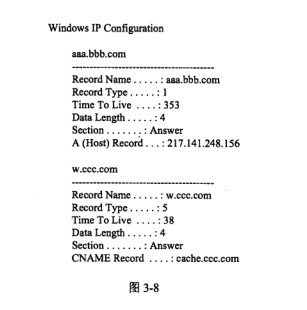 Windows IP Configuration
aaa.bbb.com
----------------------------------------
Record Name . . . . . : aaa.bbb.com
Record Type . . . . . : 1
Time To Live . . . . : 353
Data Length . . . . . : 4
Section . . . . . . . : Answer
A (Host) Record . . . : 217.141.248.156
w.ccc.com
----------------------------------------
Record Name . . . . . : w.ccc.com
Record Type . . . . . : 5
Time To Live . . . . : 38
Data Length . . . . . : 4
Section . . . . . . . : Answer
CNAME Record . . . . : cache.ccc.com
图 3-8